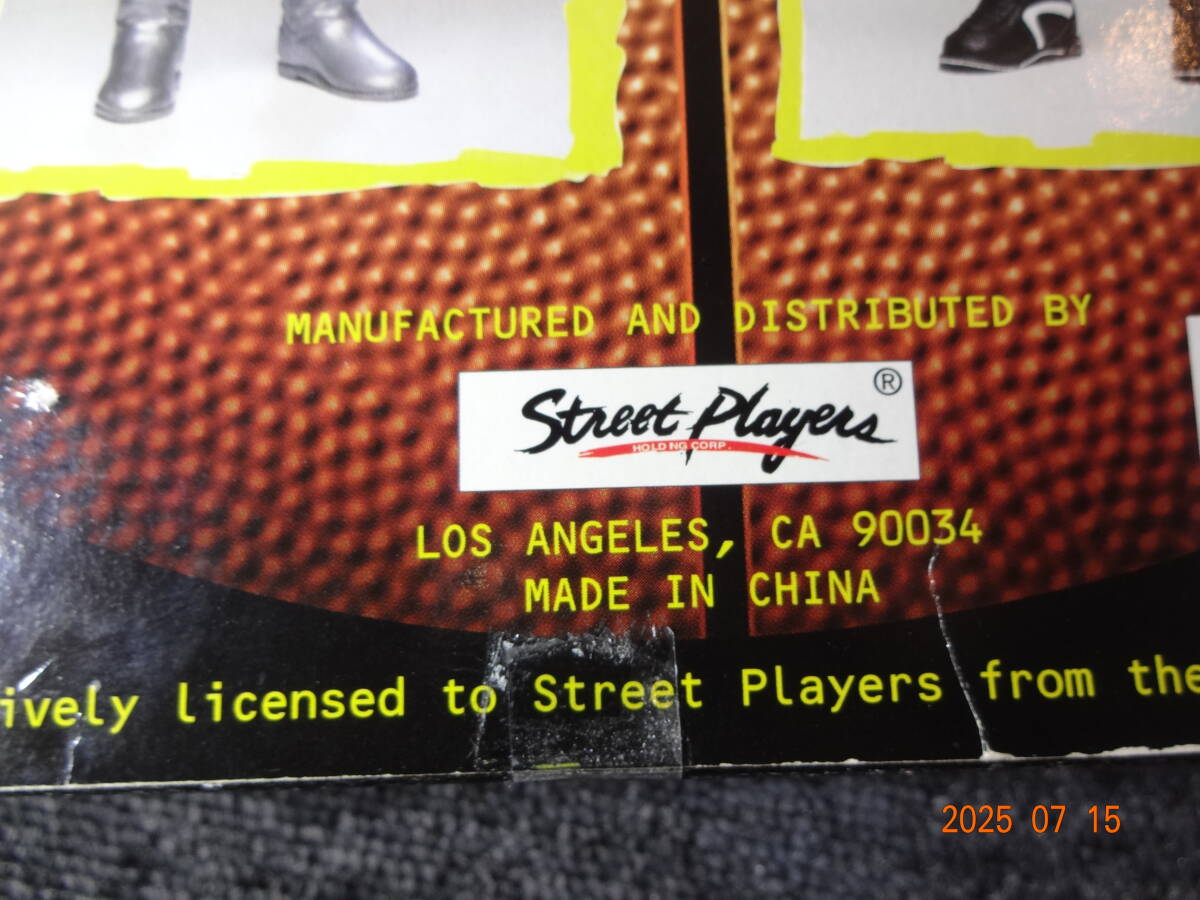 MANUFACTURED AND DISTRIBUTED BY
Street Players ®
HOLDING CORP.
LOS ANGELES, CA 90034
MADE IN CHINA
ively licensed to Street Players from the
2025 07 15